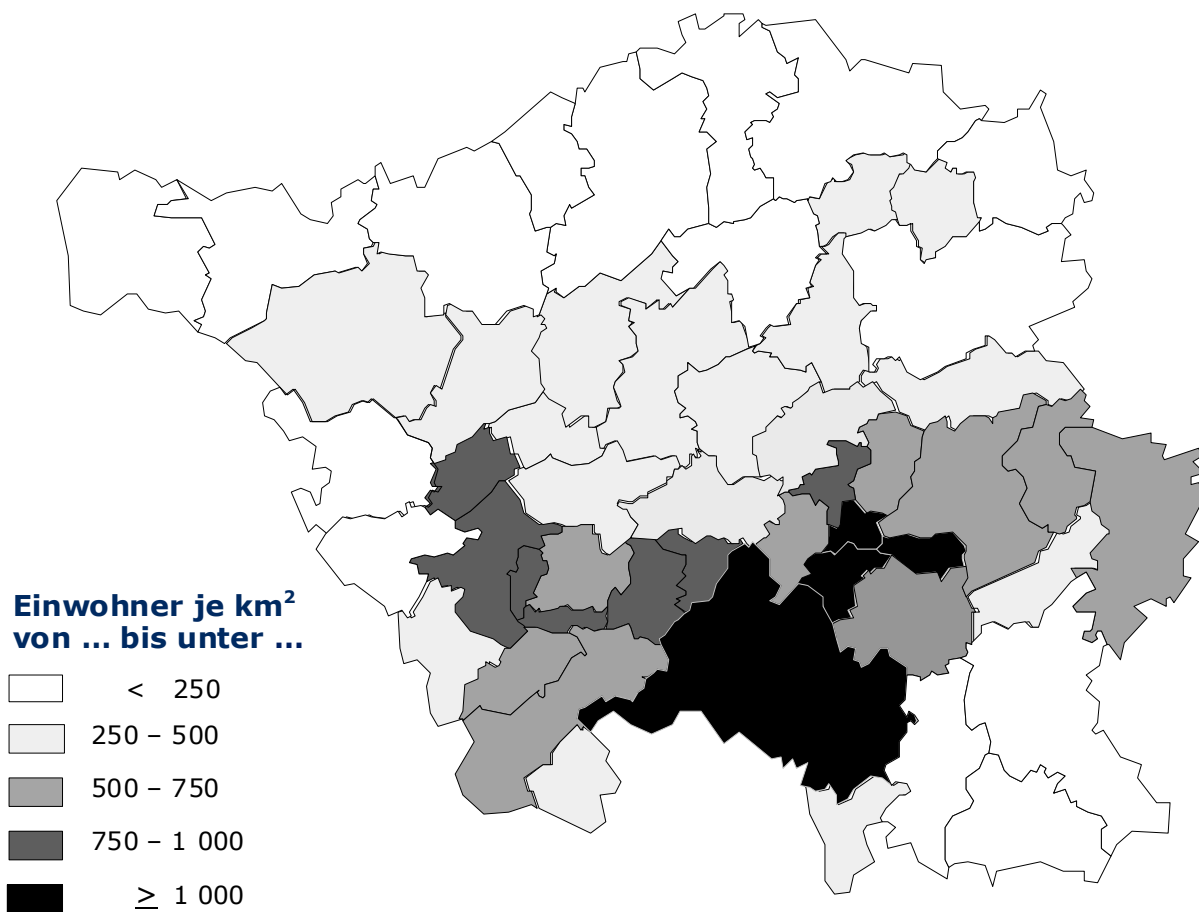 Einwohner je km²
von ... bis unter ...
< 250
250 – 500
500 – 750
750 – 1 000
≥ 1 000